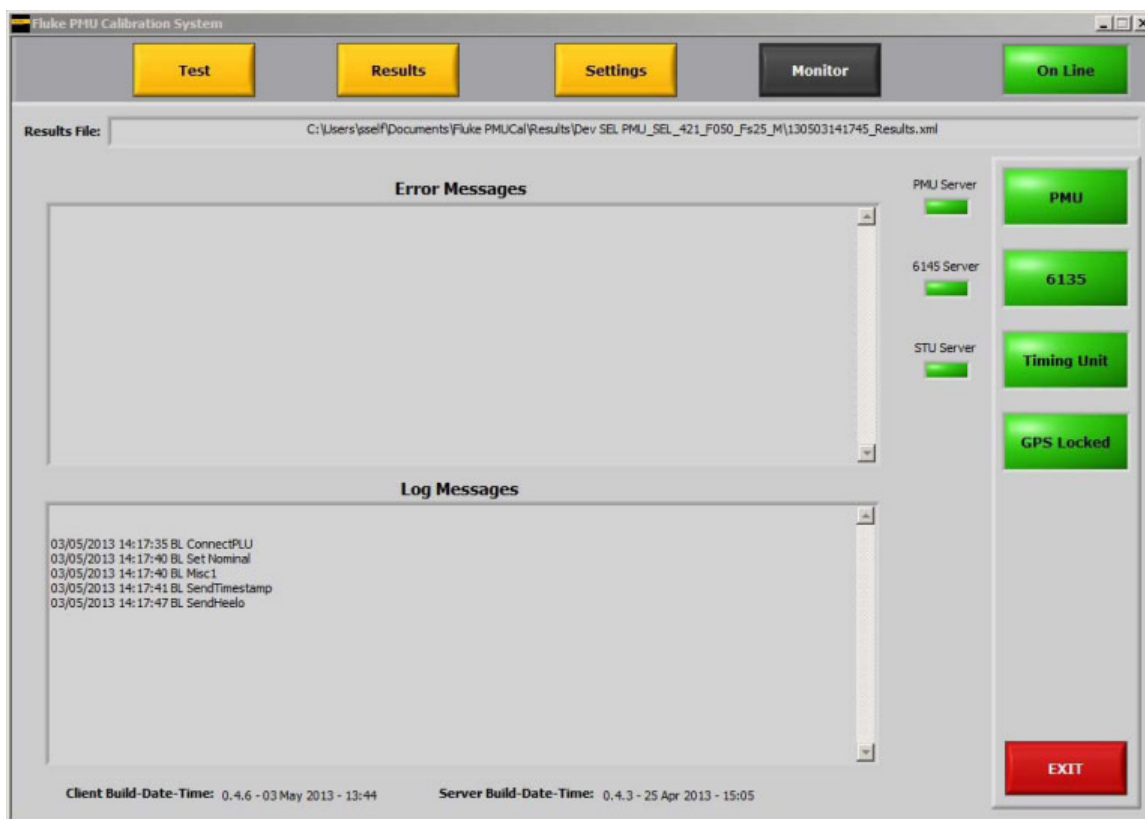 Fluke PMU Calibration System
Test Results Settings Monitor On Line
Results File: C:\Users\sself\Documents\Fluke PMUCal\Results\Dev SEL PMU_SEL_421_F050_Fs25_M\130503141745_Results.xml
Error Messages
PMU Server
PMU
6145 Server
6135
STU Server
Timing Unit
GPS Locked
Log Messages
03/05/2013 14:17:35 BL ConnectPLU
03/05/2013 14:17:40 BL Set Nominal
03/05/2013 14:17:40 BL Misc1
03/05/2013 14:17:41 BL SendTimestamp
03/05/2013 14:17:47 BL SendHeelo
EXIT
Client Build-Date-Time: 0.4.6 - 03 May 2013 - 13:44 Server Build-Date-Time: 0.4.3 - 25 Apr 2013 - 15:05